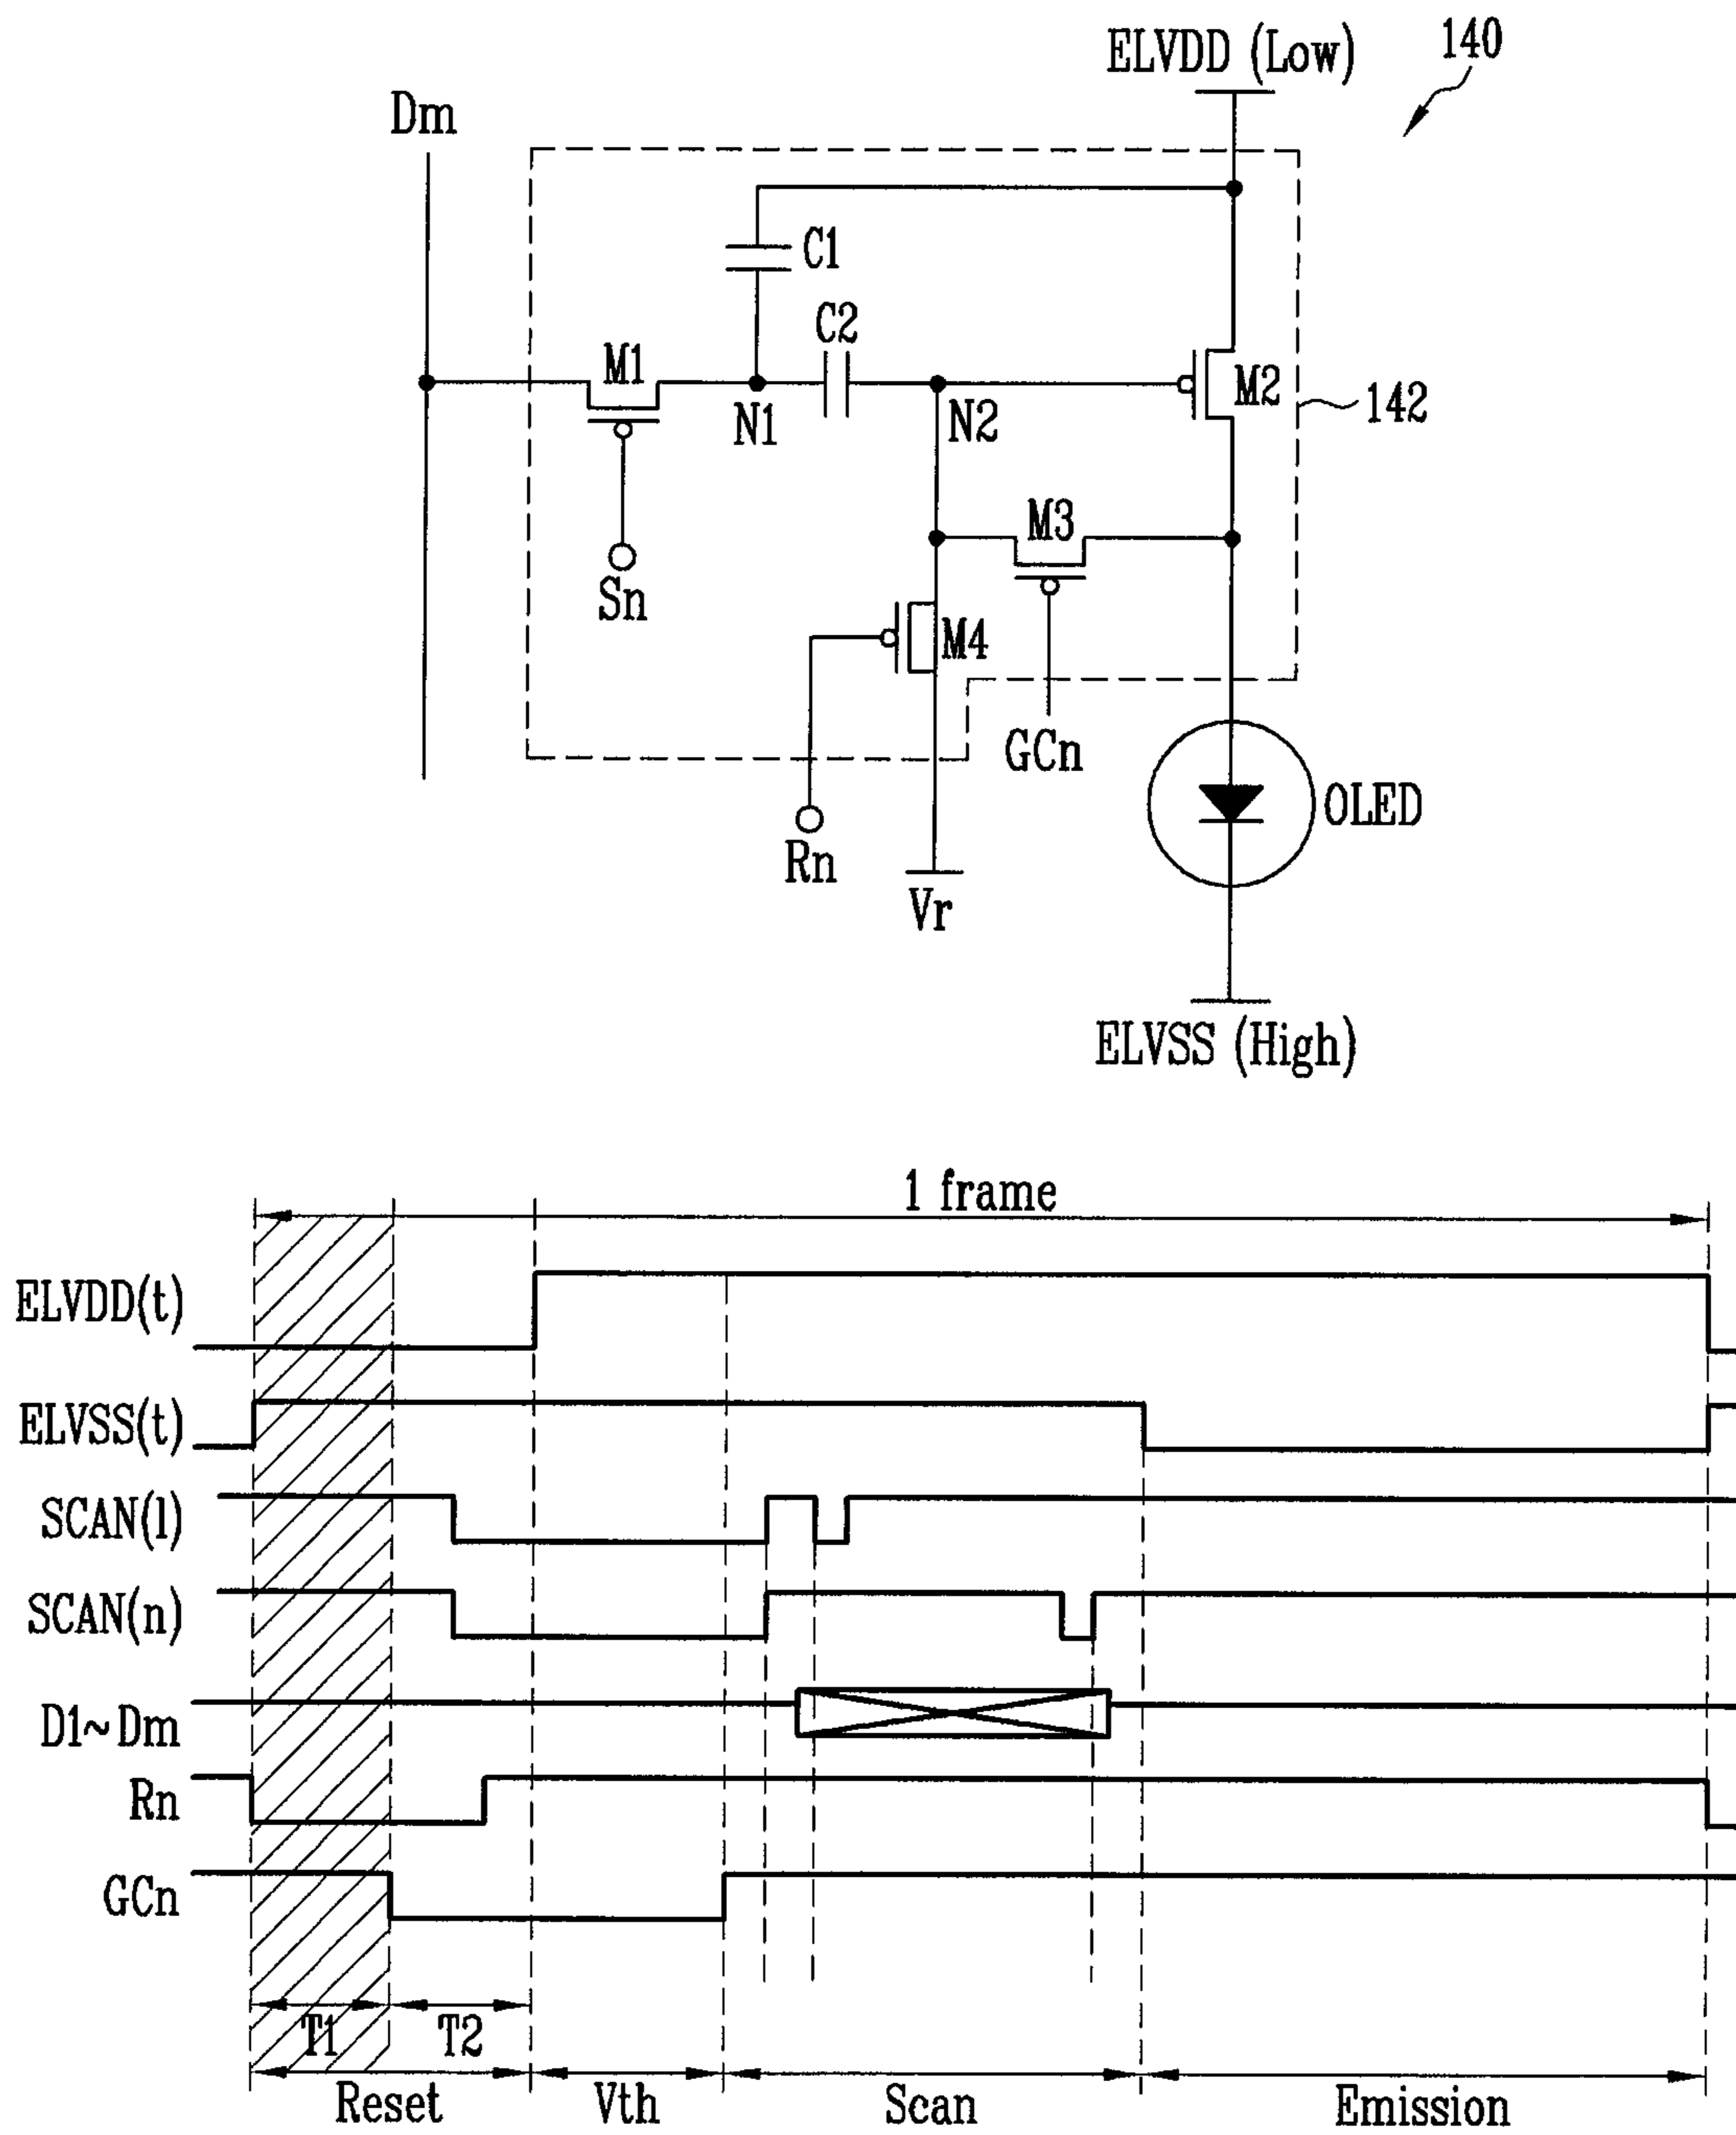 140
ELVDD (Low)
Dm
C1
C2
M1
M2
142
N1
N2
M3
Sn
M4
GCn
OLED
Rn
Vr
ELVSS (High)
1 frame
ELVDD(t)
ELVSS(t)
SCAN(l)
SCAN(n)
D1~Dm
Rn
GCn
T1 T2
Reset Vth Scan Emission